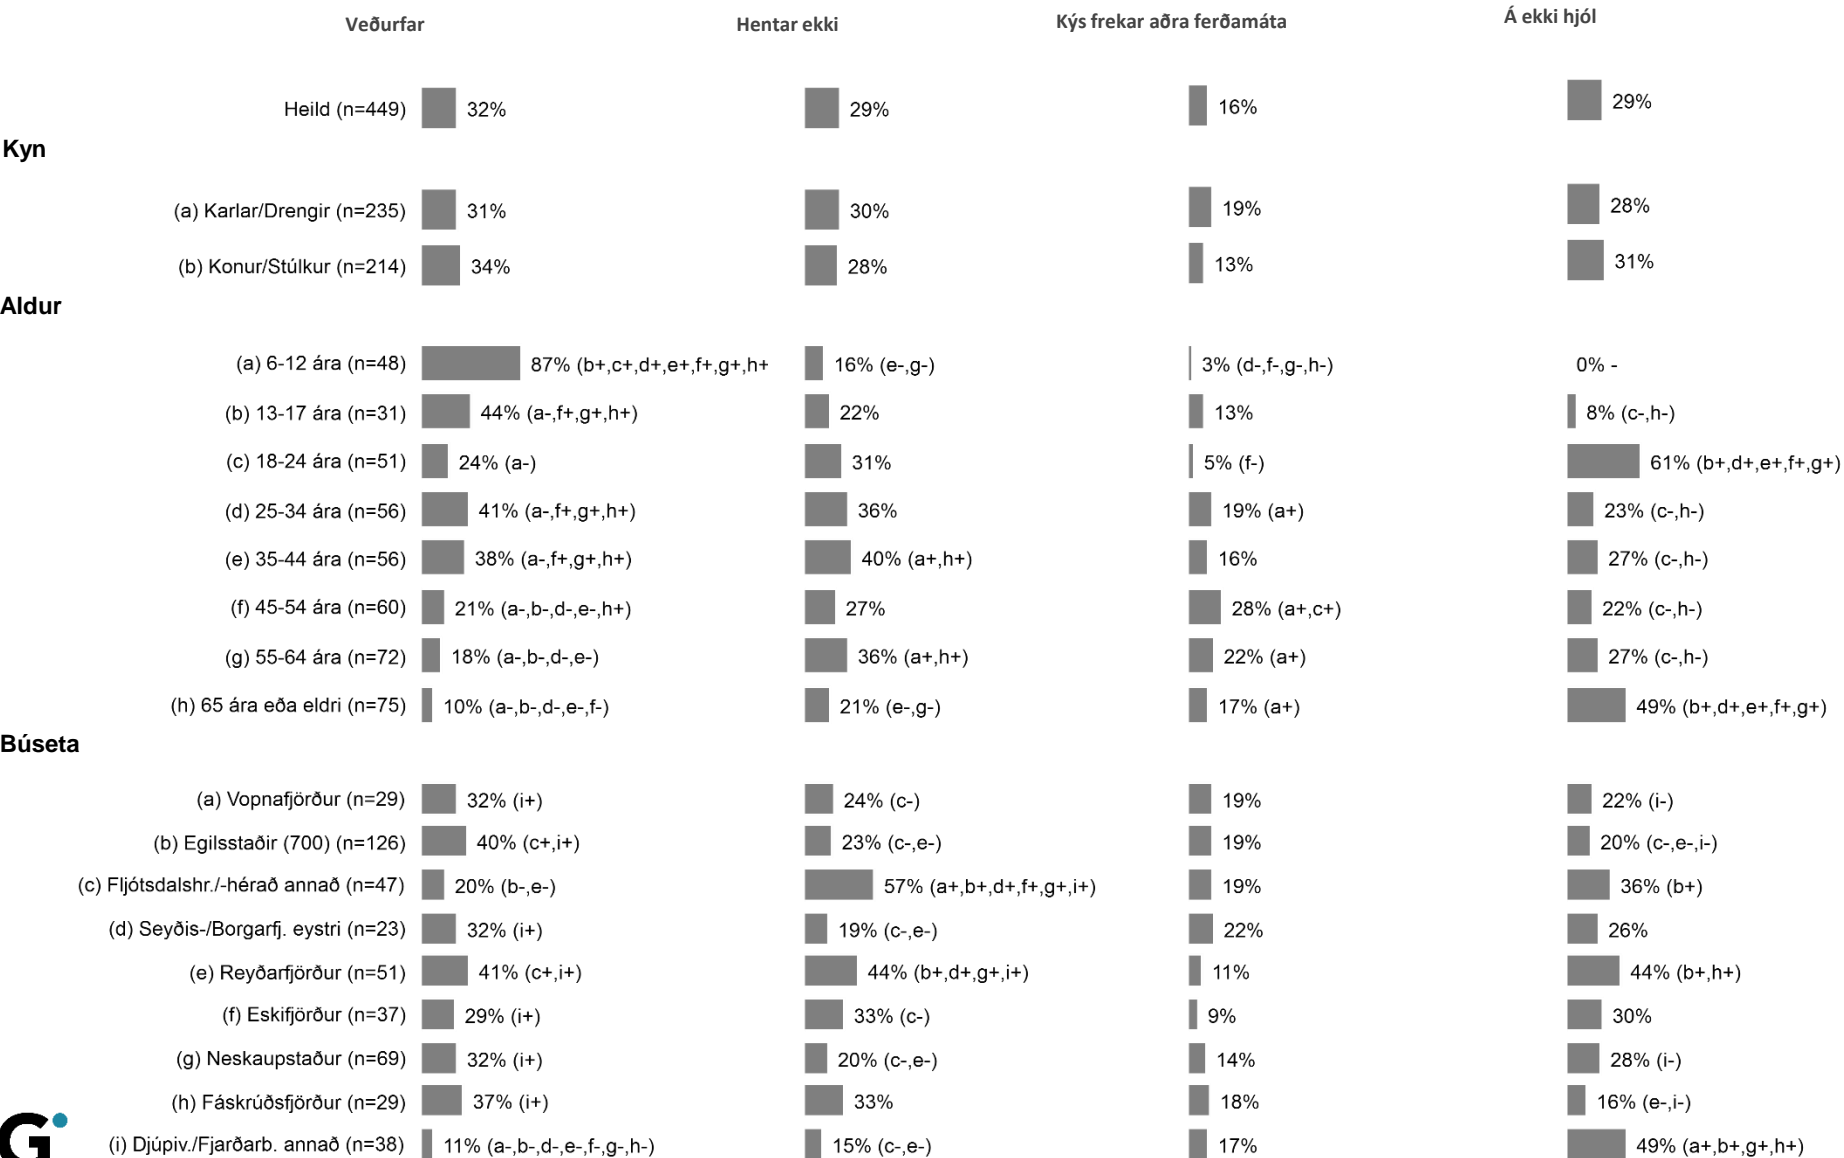 Veðurfar Hentar ekki Kýs frekar aðra ferðamáta Á ekki hjól
Heild (n=449) 32% 29% 16% 29%
Kyn
(a) Karlar/Drengir (n=235) 31% 30% 19% 28%
(b) Konur/Stúlkur (n=214) 34% 28% 13% 31%
Aldur
(a) 6-12 ára (n=48) 87% (b+,c+,d+,e+,f+,g+,h+ 16% (e-,g-) 3% (d-,f-,g-,h-) 0% -
(b) 13-17 ára (n=31) 44% (a-,f+,g+,h+) 22% 13% 8% (c-,h-)
(c) 18-24 ára (n=51) 24% (a-) 31% 5% (f-) 61% (b+,d+,e+,f+,g+)
(d) 25-34 ára (n=56) 41% (a-,f+,g+,h+) 36% 19% (a+) 23% (c-,h-)
(e) 35-44 ára (n=56) 38% (a-,f+,g+,h+) 40% (a+,h+) 16% 27% (c-,h-)
(f) 45-54 ára (n=60) 21% (a-,b-,d-,e-,h+) 27% 28% (a+,c+) 22% (c-,h-)
(g) 55-64 ára (n=72) 18% (a-,b-,d-,e-) 36% (a+,h+) 22% (a+) 27% (c-,h-)
(h) 65 ára eða eldri (n=75) 10% (a-,b-,d-,e-,f-) 21% (e-,g-) 17% (a+) 49% (b+,d+,e+,f+,g+)
Búseta
(a) Vopnafjörður (n=29) 32% (i+) 24% (c-) 19% 22% (i-)
(b) Egilsstaðir (700) (n=126) 40% (c+,i+) 23% (c-,e-) 19% 20% (c-,e-,i-)
(c) Fljótsdalshr./-hérað annað (n=47) 20% (b-,e-) 57% (a+,b+,d+,f+,g+,i+) 19% 36% (b+)
(d) Seyðis-/Borgarfj. eystri (n=23) 32% (i+) 19% (c-,e-) 22% 26%
(e) Reyðarfjörður (n=51) 41% (c+,i+) 44% (b+,d+,g+,i+) 11% 44% (b+,h+)
(f) Eskifjörður (n=37) 29% (i+) 33% (c-) 9% 30%
(g) Neskaupstaður (n=69) 32% (i+) 20% (c-,e-) 14% 28% (i-)
(h) Fáskrúðsfjörður (n=29) 37% (i+) 33% 18% 16% (e-,i-)
(i) Djúpiv./Fjarðarb. annað (n=38) 11% (a-,b-,d-,e-,f-,g-,h-) 15% (c-,e-) 17% 49% (a+,b+,g+,h+)
G